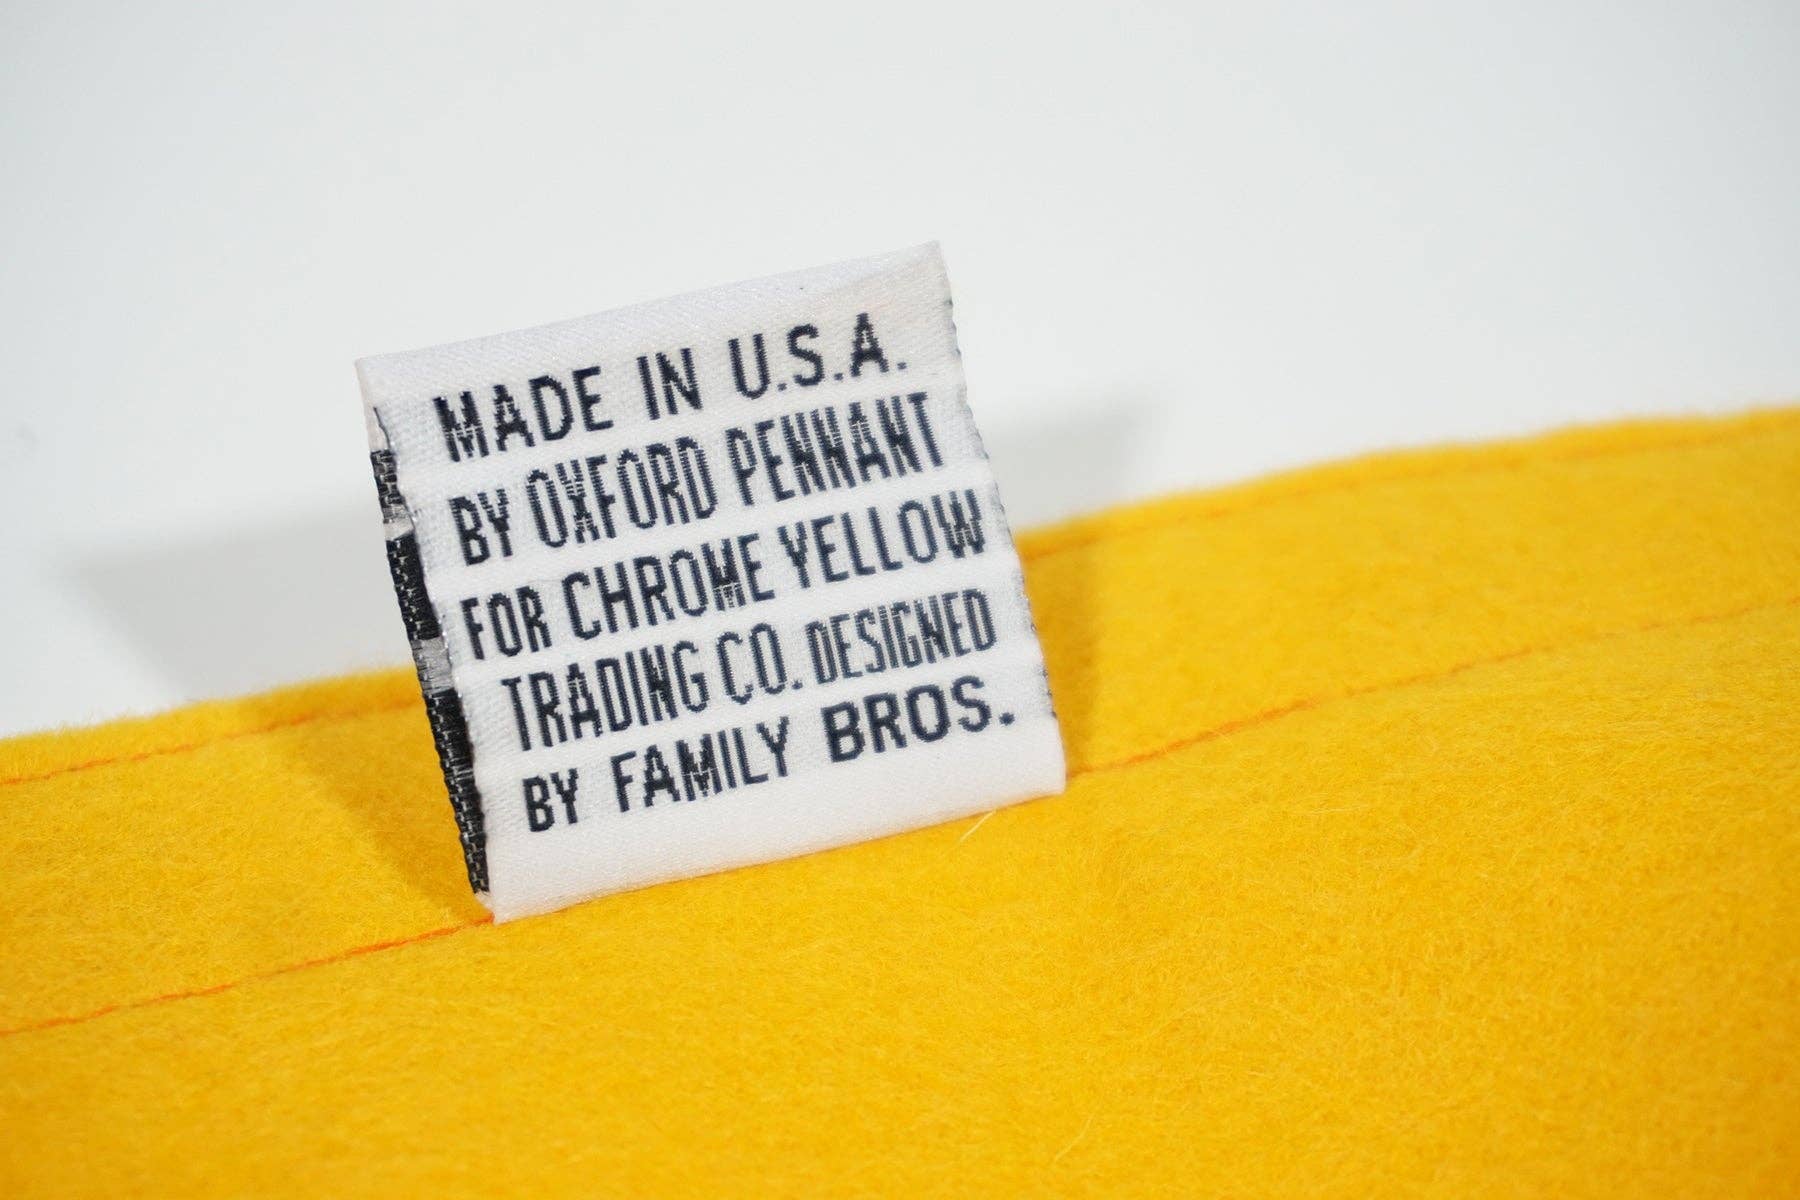 MADE IN U.S.A.
BY OXFORD PENNANT
FOR CHROME YELLOW
TRADING CO. DESIGNED
BY FAMILY BROS.